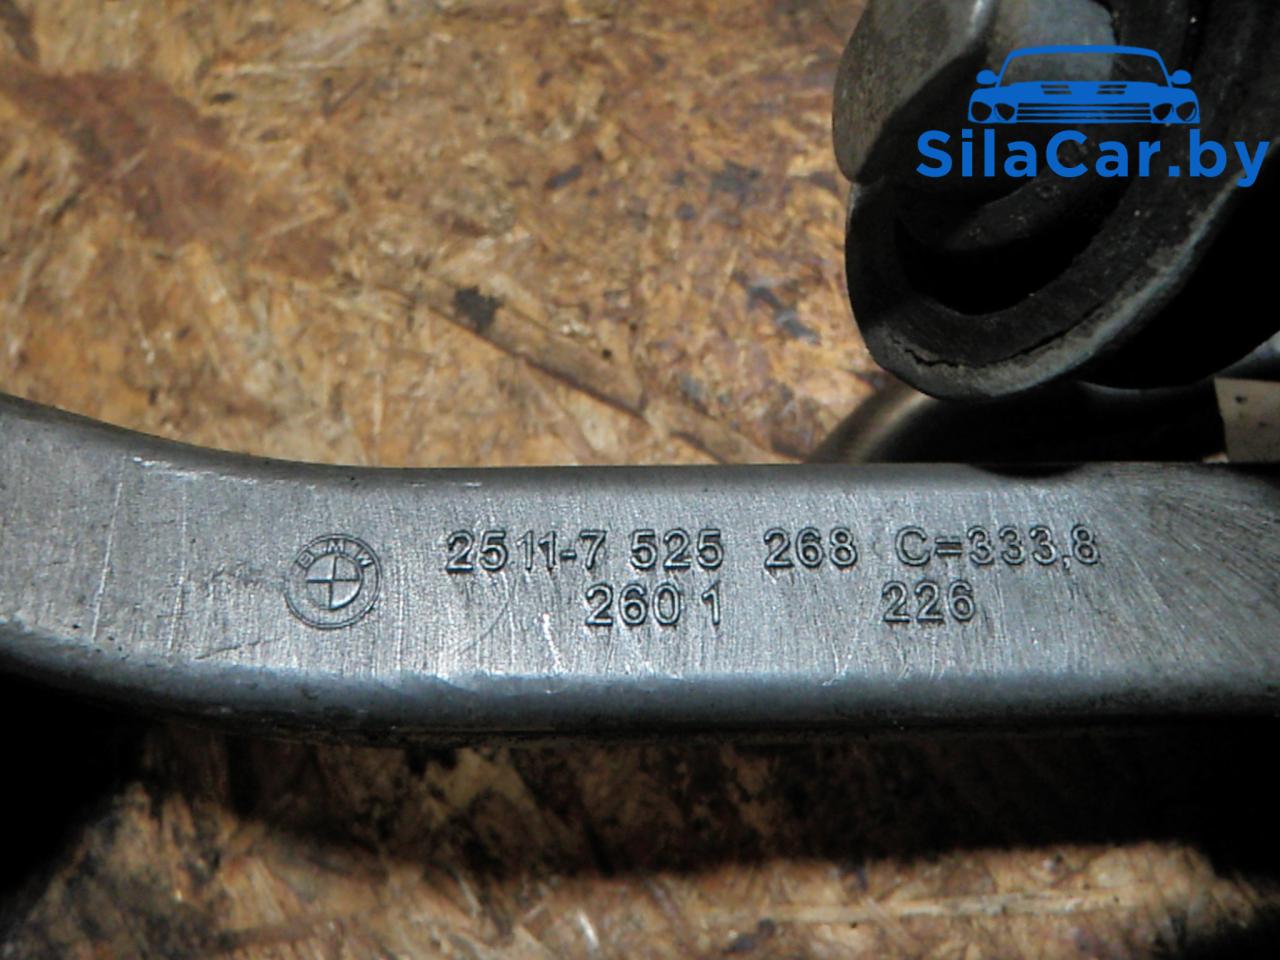 SilaCar.by
BMW
2511-7 525 268 C=333,8
2601 226